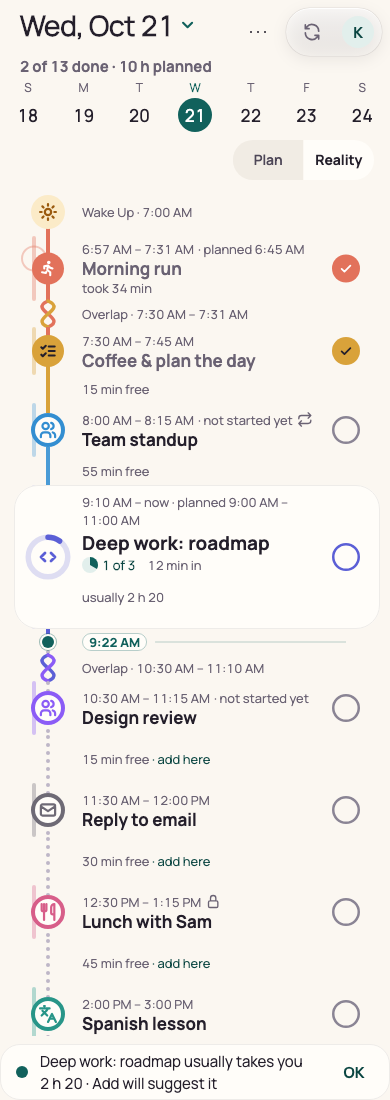 Wed, Oct 21
...
K
2 of 13 done · 10 h planned
S M T W T F S
18 19 20 21 22 23 24
Plan Reality
Wake Up · 7:00 AM
6:57 AM – 7:31 AM · planned 6:45 AM
Morning run
took 34 min
Overlap · 7:30 AM – 7:31 AM
7:30 AM – 7:45 AM
Coffee & plan the day
15 min free
8:00 AM – 8:15 AM · not started yet
Team standup
55 min free
9:10 AM – now · planned 9:00 AM –
11:00 AM
Deep work: roadmap
1 of 3 12 min in
usually 2 h 20
9:22 AM
Overlap · 10:30 AM – 11:10 AM
10:30 AM – 11:15 AM · not started yet
Design review
15 min free · add here
11:30 AM – 12:00 PM
Reply to email
30 min free · add here
12:30 PM – 1:15 PM
Lunch with Sam
45 min free · add here
2:00 PM – 3:00 PM
Spanish lesson
Deep work: roadmap usually takes you
2 h 20 · Add will suggest it
OK